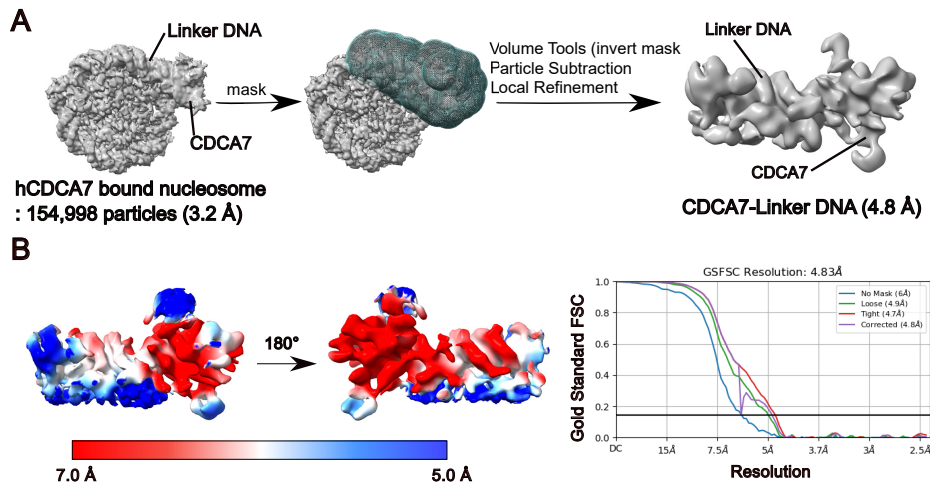 A
Linker DNA
mask
CDCA7
hCDCA7 bound nucleosome
: 154,998 particles (3.2 Å)
Volume Tools (invert mask
Particle Subtraction
Local Refinement
Linker DNA
CDCA7
CDCA7-Linker DNA (4.8 Å)
B
180°
7.0 Å
5.0 Å
GSFSC Resolution: 4.83Å
No Mask (6Å)
Loose (4.9Å)
Tight (4.7Å)
Corrected (4.8Å)
Gold Standard FSC
1.0
0.8
0.6
0.4
0.2
0.0
DC
15Å
7.5Å
5Å
3.7Å
3Å
2.5Å
Resolution